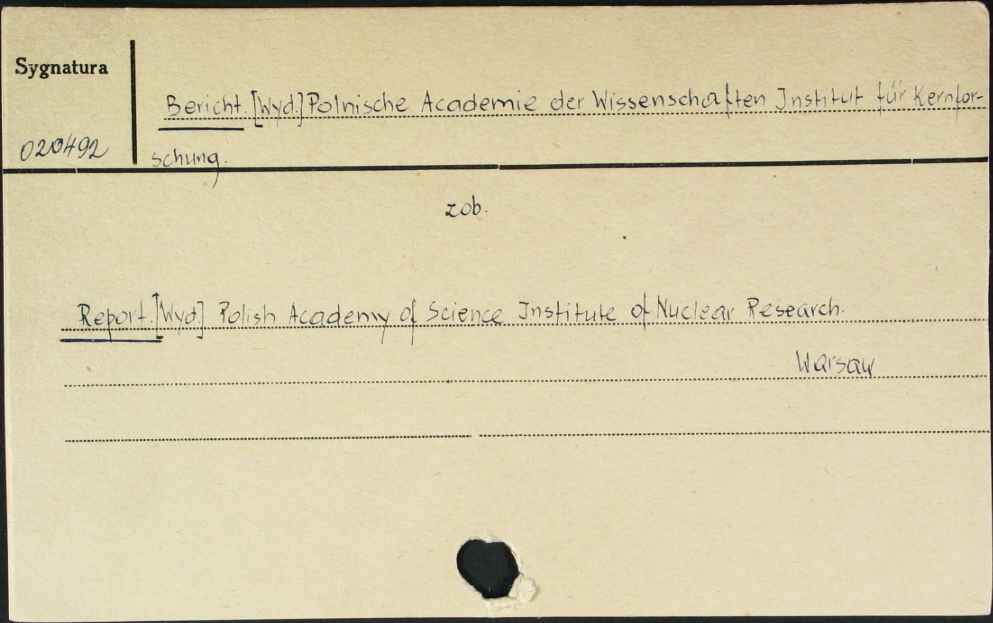 Sygnatura
Bericht. [Wyd.] Polnische Academie der Wissenschaften Institut für Kernfor-
020492
schung.
zob.
Report. [Wyd] Polish Academy of Science Institute of Nuclear Research.
Warsaw